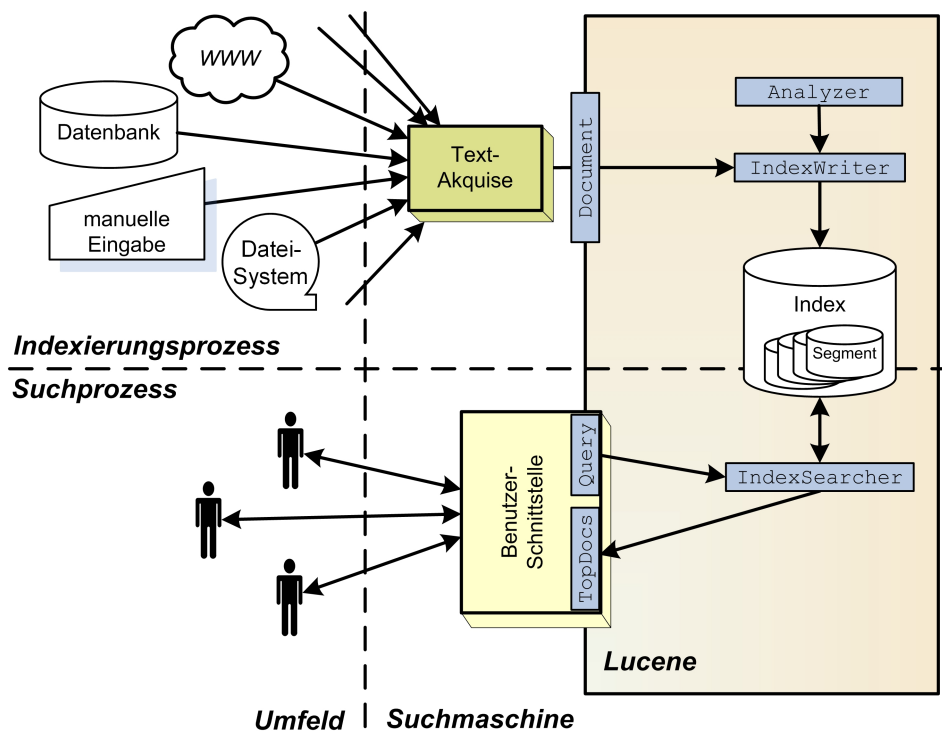 WWW
Datenbank
manuelle
Eingabe
Datei-
System
Text-
Akquise
Document
Analyzer
IndexWriter
Index
Segment
Indexierungsprozess
Suchprozess
Benutzer-
Schnittstelle
Query
TopDocs
IndexSearcher
Lucene
Umfeld
Suchmaschine